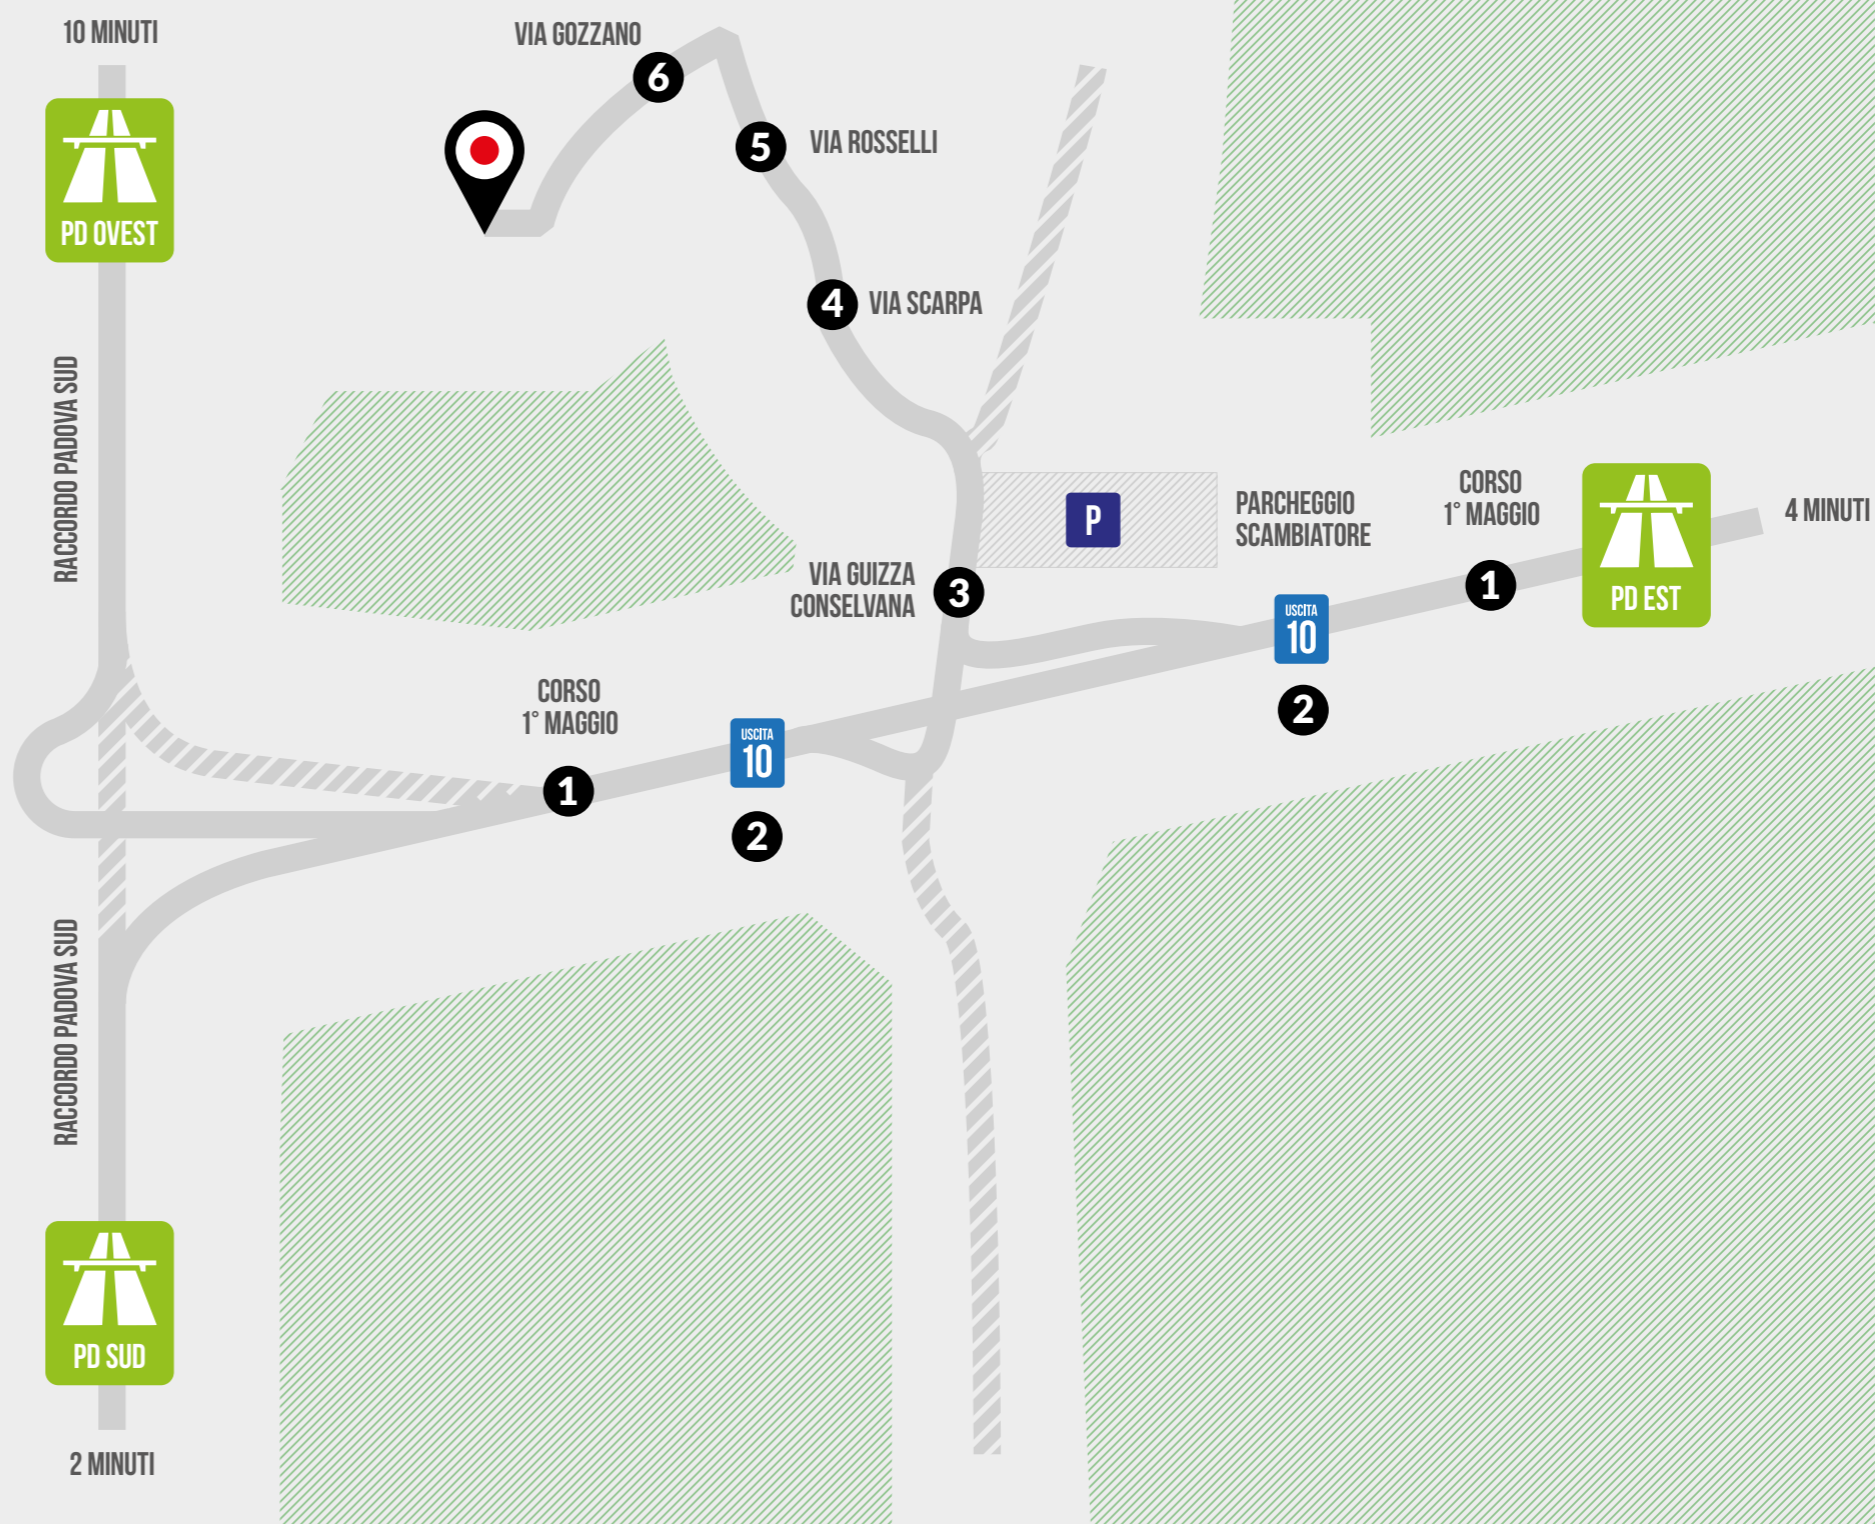 10 MINUTI
VIA GOZZANO
6
5
VIA ROSSELLI
PD OVEST
4
VIA SCARPA
RACCORDO PADOVA SUD
P
PARCHEGGIO
SCAMBIATORE
CORSO
1° MAGGIO
4 MINUTI
VIA GUIZZA
CONSELVANA
3
1
PD EST
USCITA
10
2
CORSO
1° MAGGIO
1
USCITA
10
2
RACCORDO PADOVA SUD
PD SUD
2 MINUTI